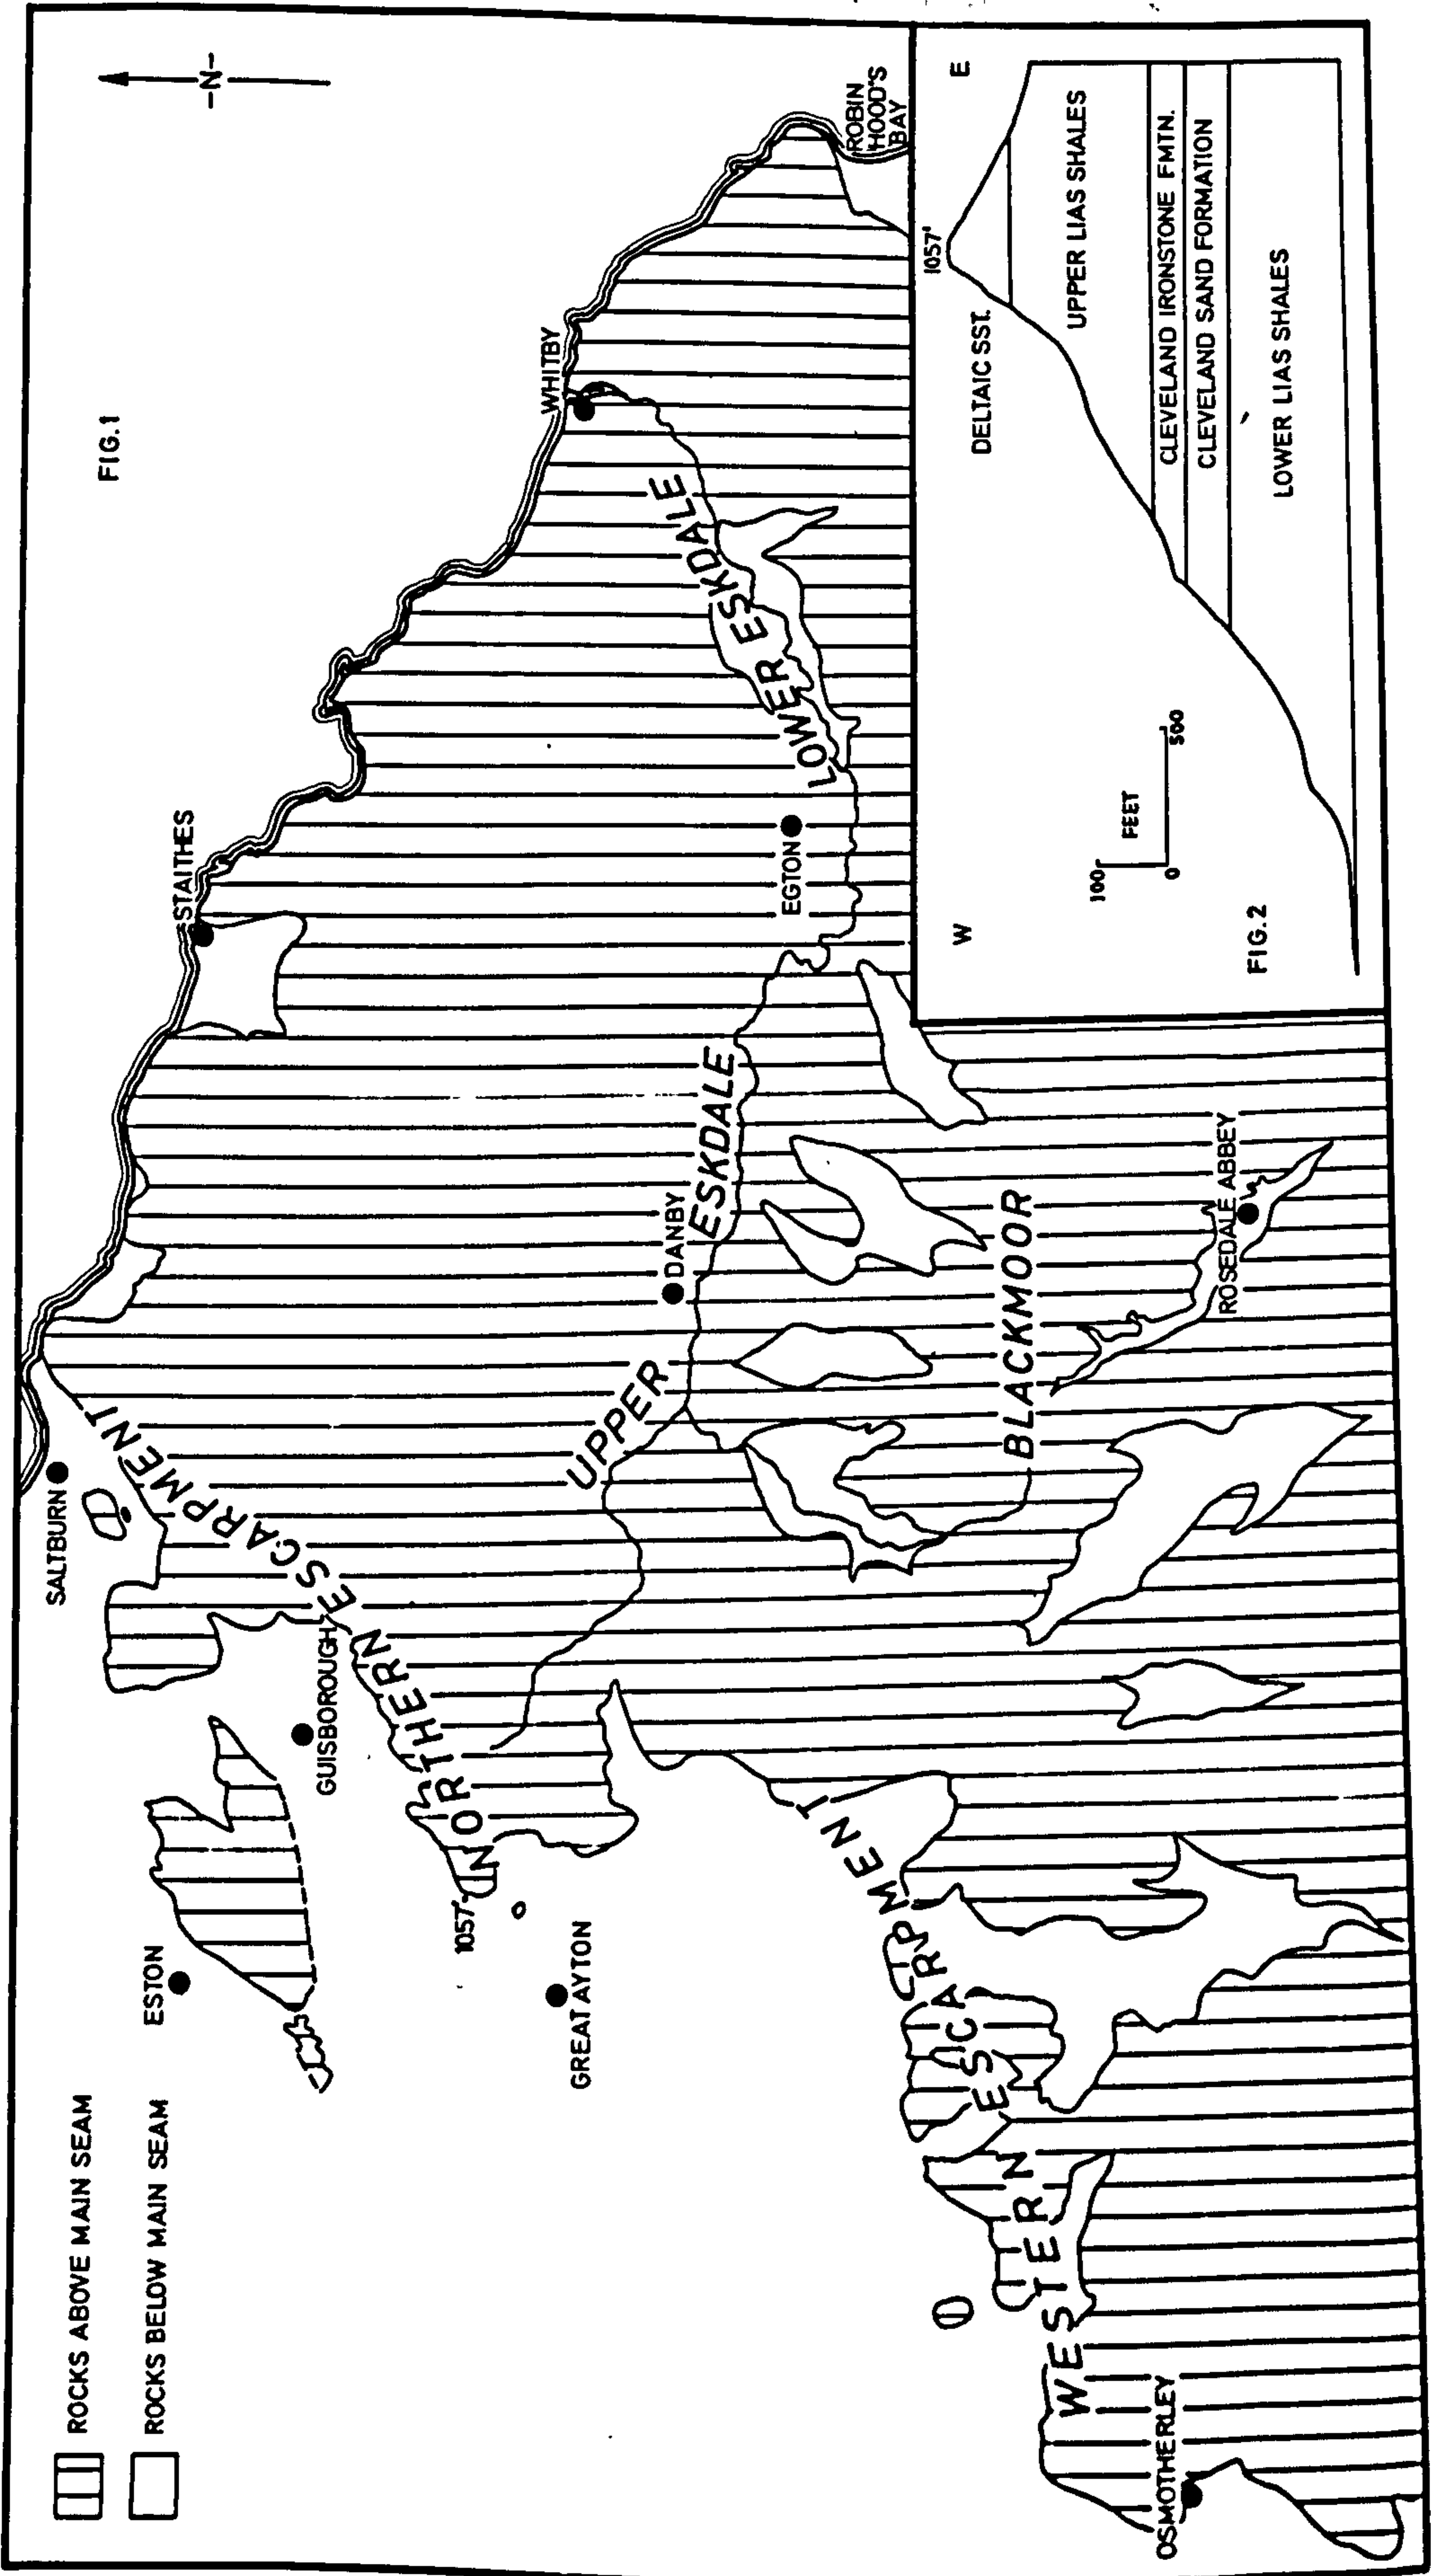 FIG.1
-N-
ROCKS ABOVE MAIN SEAM
ROCKS BELOW MAIN SEAM
SALTBURN
STAITHES
ESTON
GUISBOROUGH
WHITBY
NORTHERN ESCARPMENT
1057'
GREAT AYTON
UPPER ESKDALE
DANBY
EGTON
LOWER ESKDALE
ROBIN
HOOD'S
BAY
WESTERN ESCARPMENT
BLACKMOOR
OSMOTHERLEY
ROSEDALE ABBEY
W
1057'
E
DELTAIC SST.
UPPER LIAS SHALES
100
FEET
0
500
CLEVELAND IRONSTONE FMTN.
CLEVELAND SAND FORMATION
LOWER LIAS SHALES
FIG.2